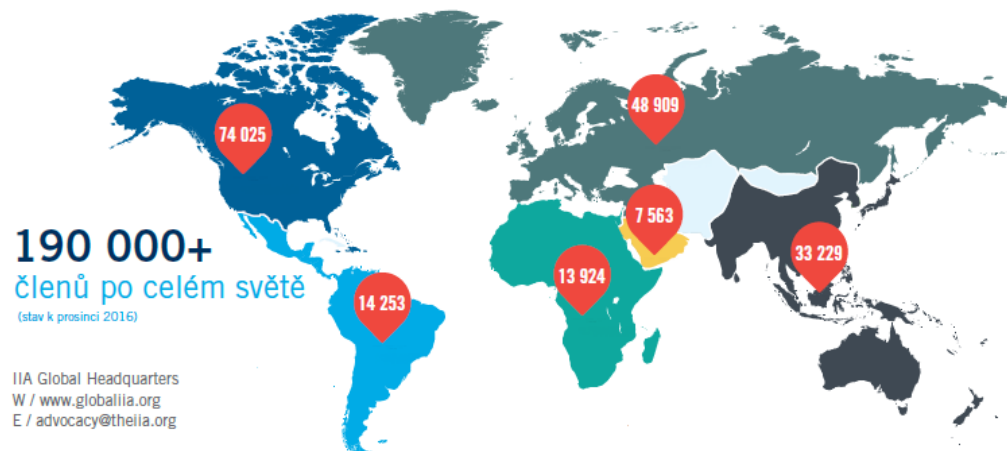 48 909
74 025
7 563
190 000+
členů po celém světě
(stav k prosinci 2016)
33 229
13 924
14 253
IIA Global Headquarters
W / www.globaliia.org
E / advocacy@theiia.org